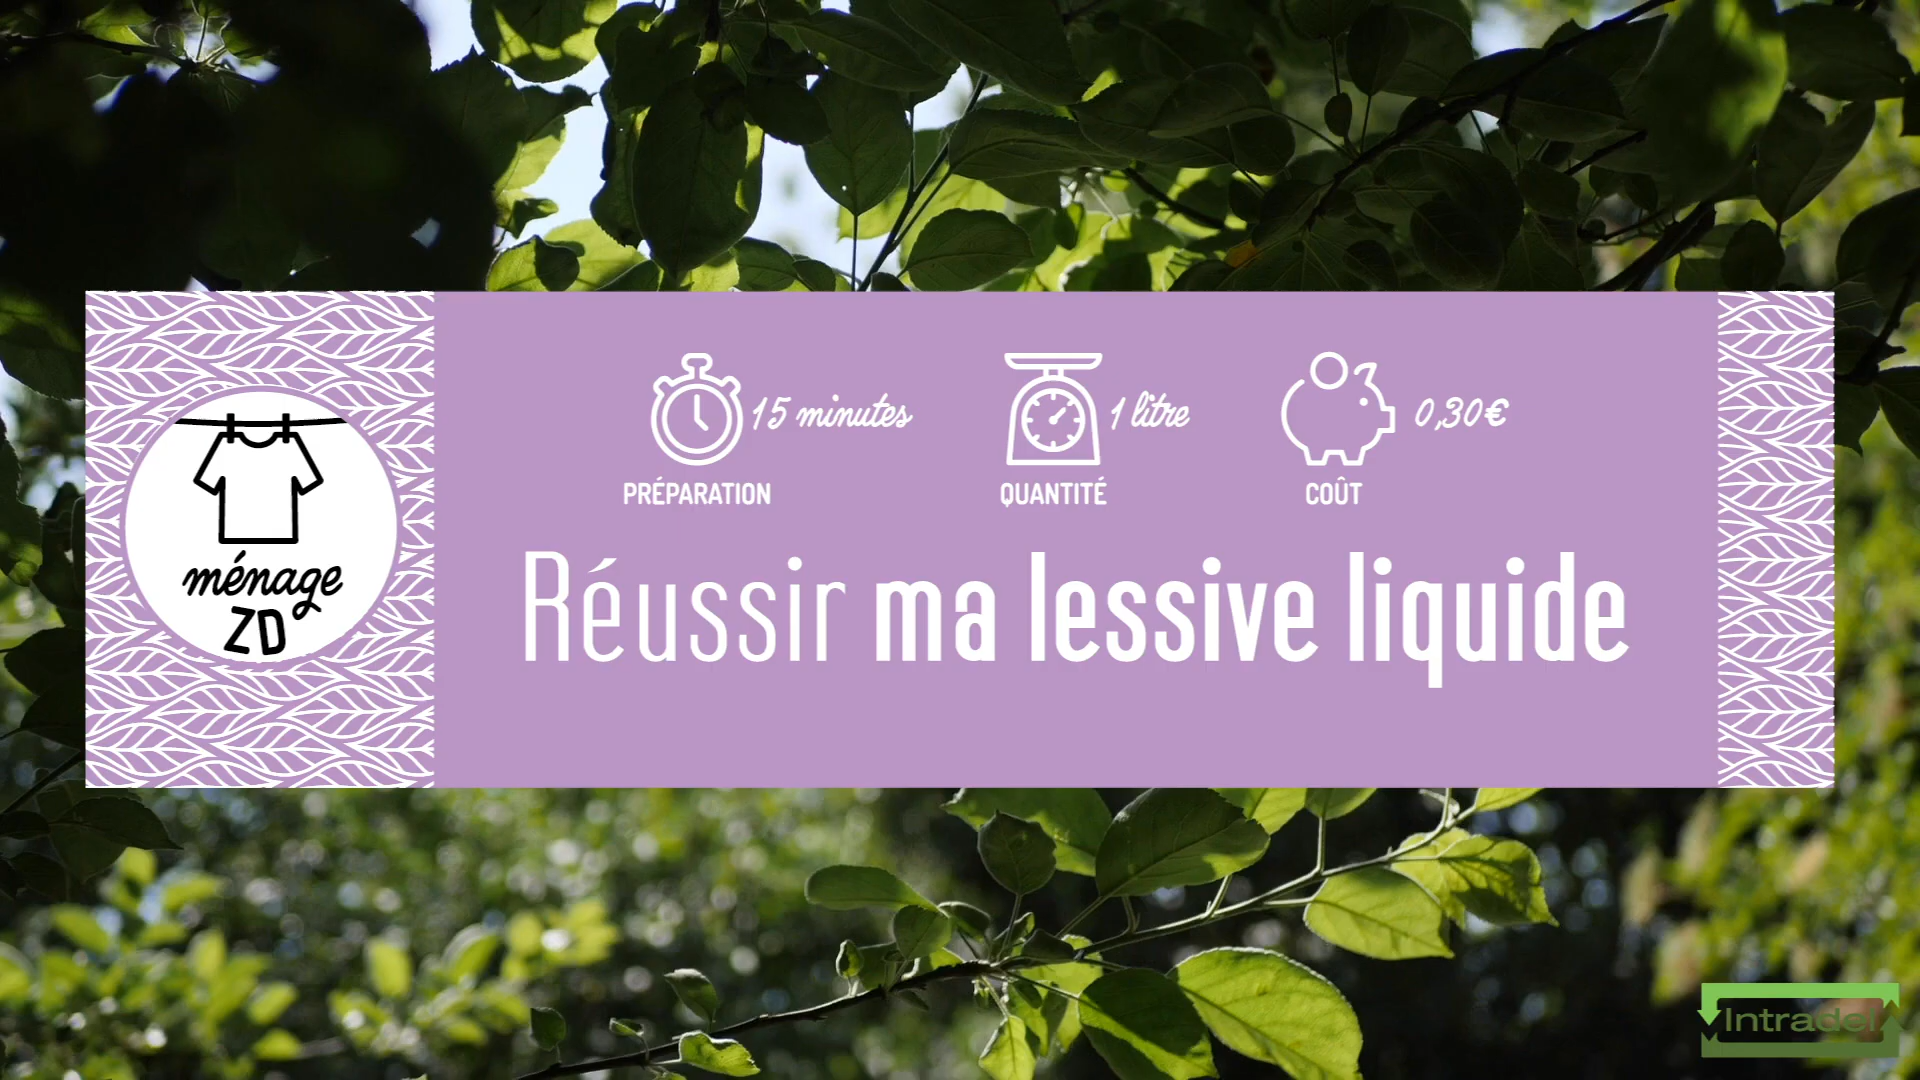 15 minutes
1 litre
0,30€
PRÉPARATION
QUANTITÉ
COÛT
ménage
ZD
Réussir ma lessive liquide
Intradel